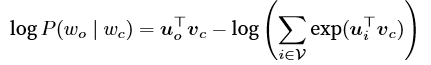 log P(w_o | w_c) = u_o^⊤ v_c − log ( ∑_{i∈𝒱} exp(u_i^⊤ v_c) )